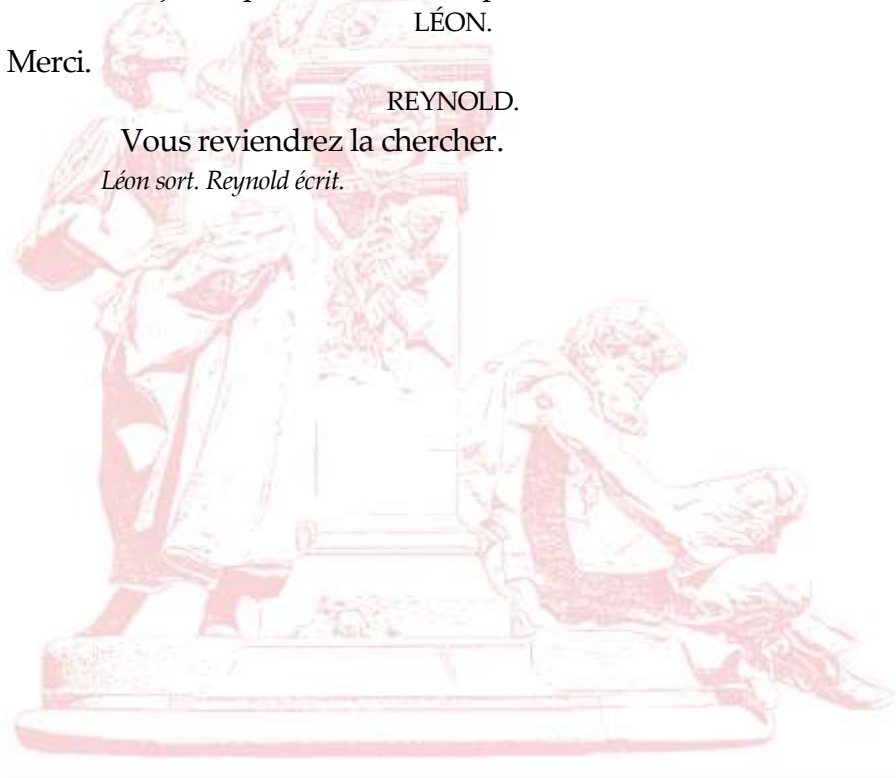 LÉON.
Merci.
REYNOLD.
Vous reviendrez la chercher.
Léon sort. Reynold écrit.